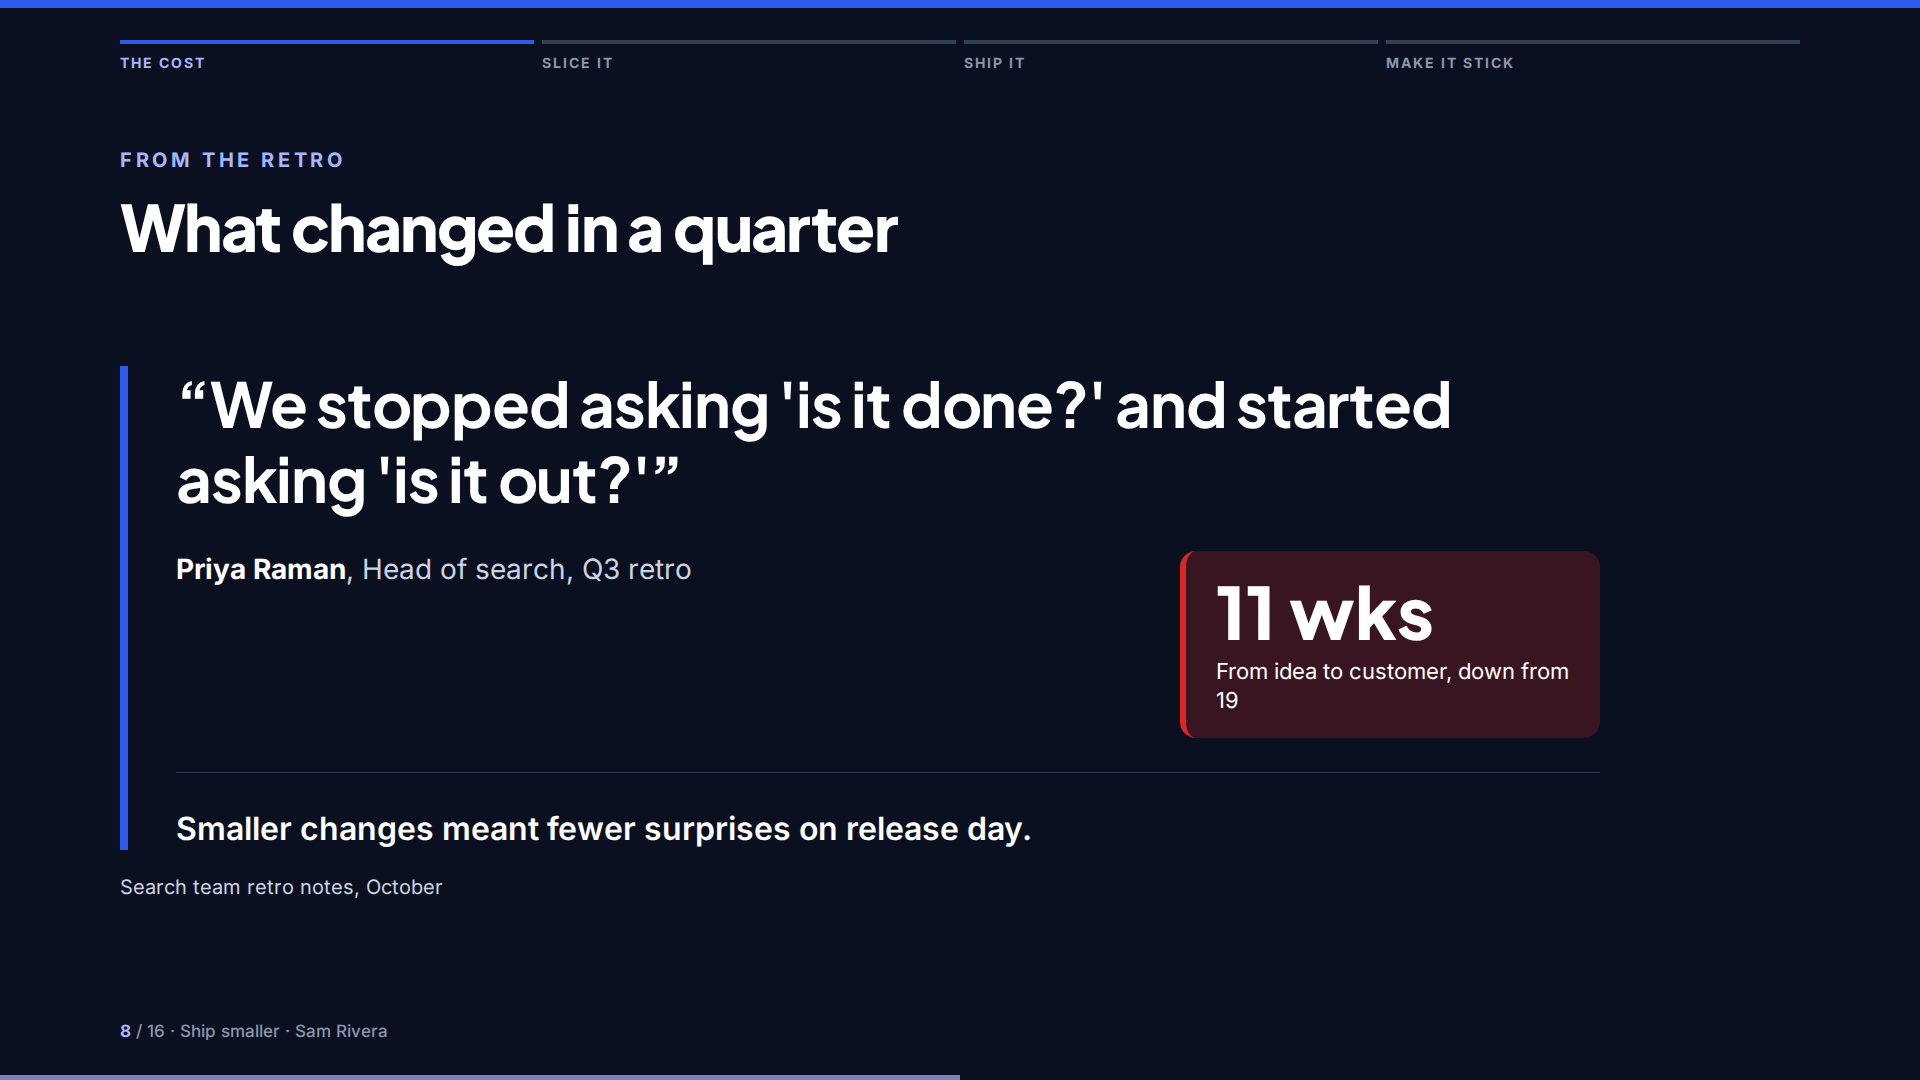 THE COST
SLICE IT
SHIP IT
MAKE IT STICK
FROM THE RETRO
What changed in a quarter
“We stopped asking 'is it done?' and started
asking 'is it out?'”
Priya Raman, Head of search, Q3 retro
11 wks
From idea to customer, down from
19
Smaller changes meant fewer surprises on release day.
Search team retro notes, October
8 / 16 · Ship smaller · Sam Rivera